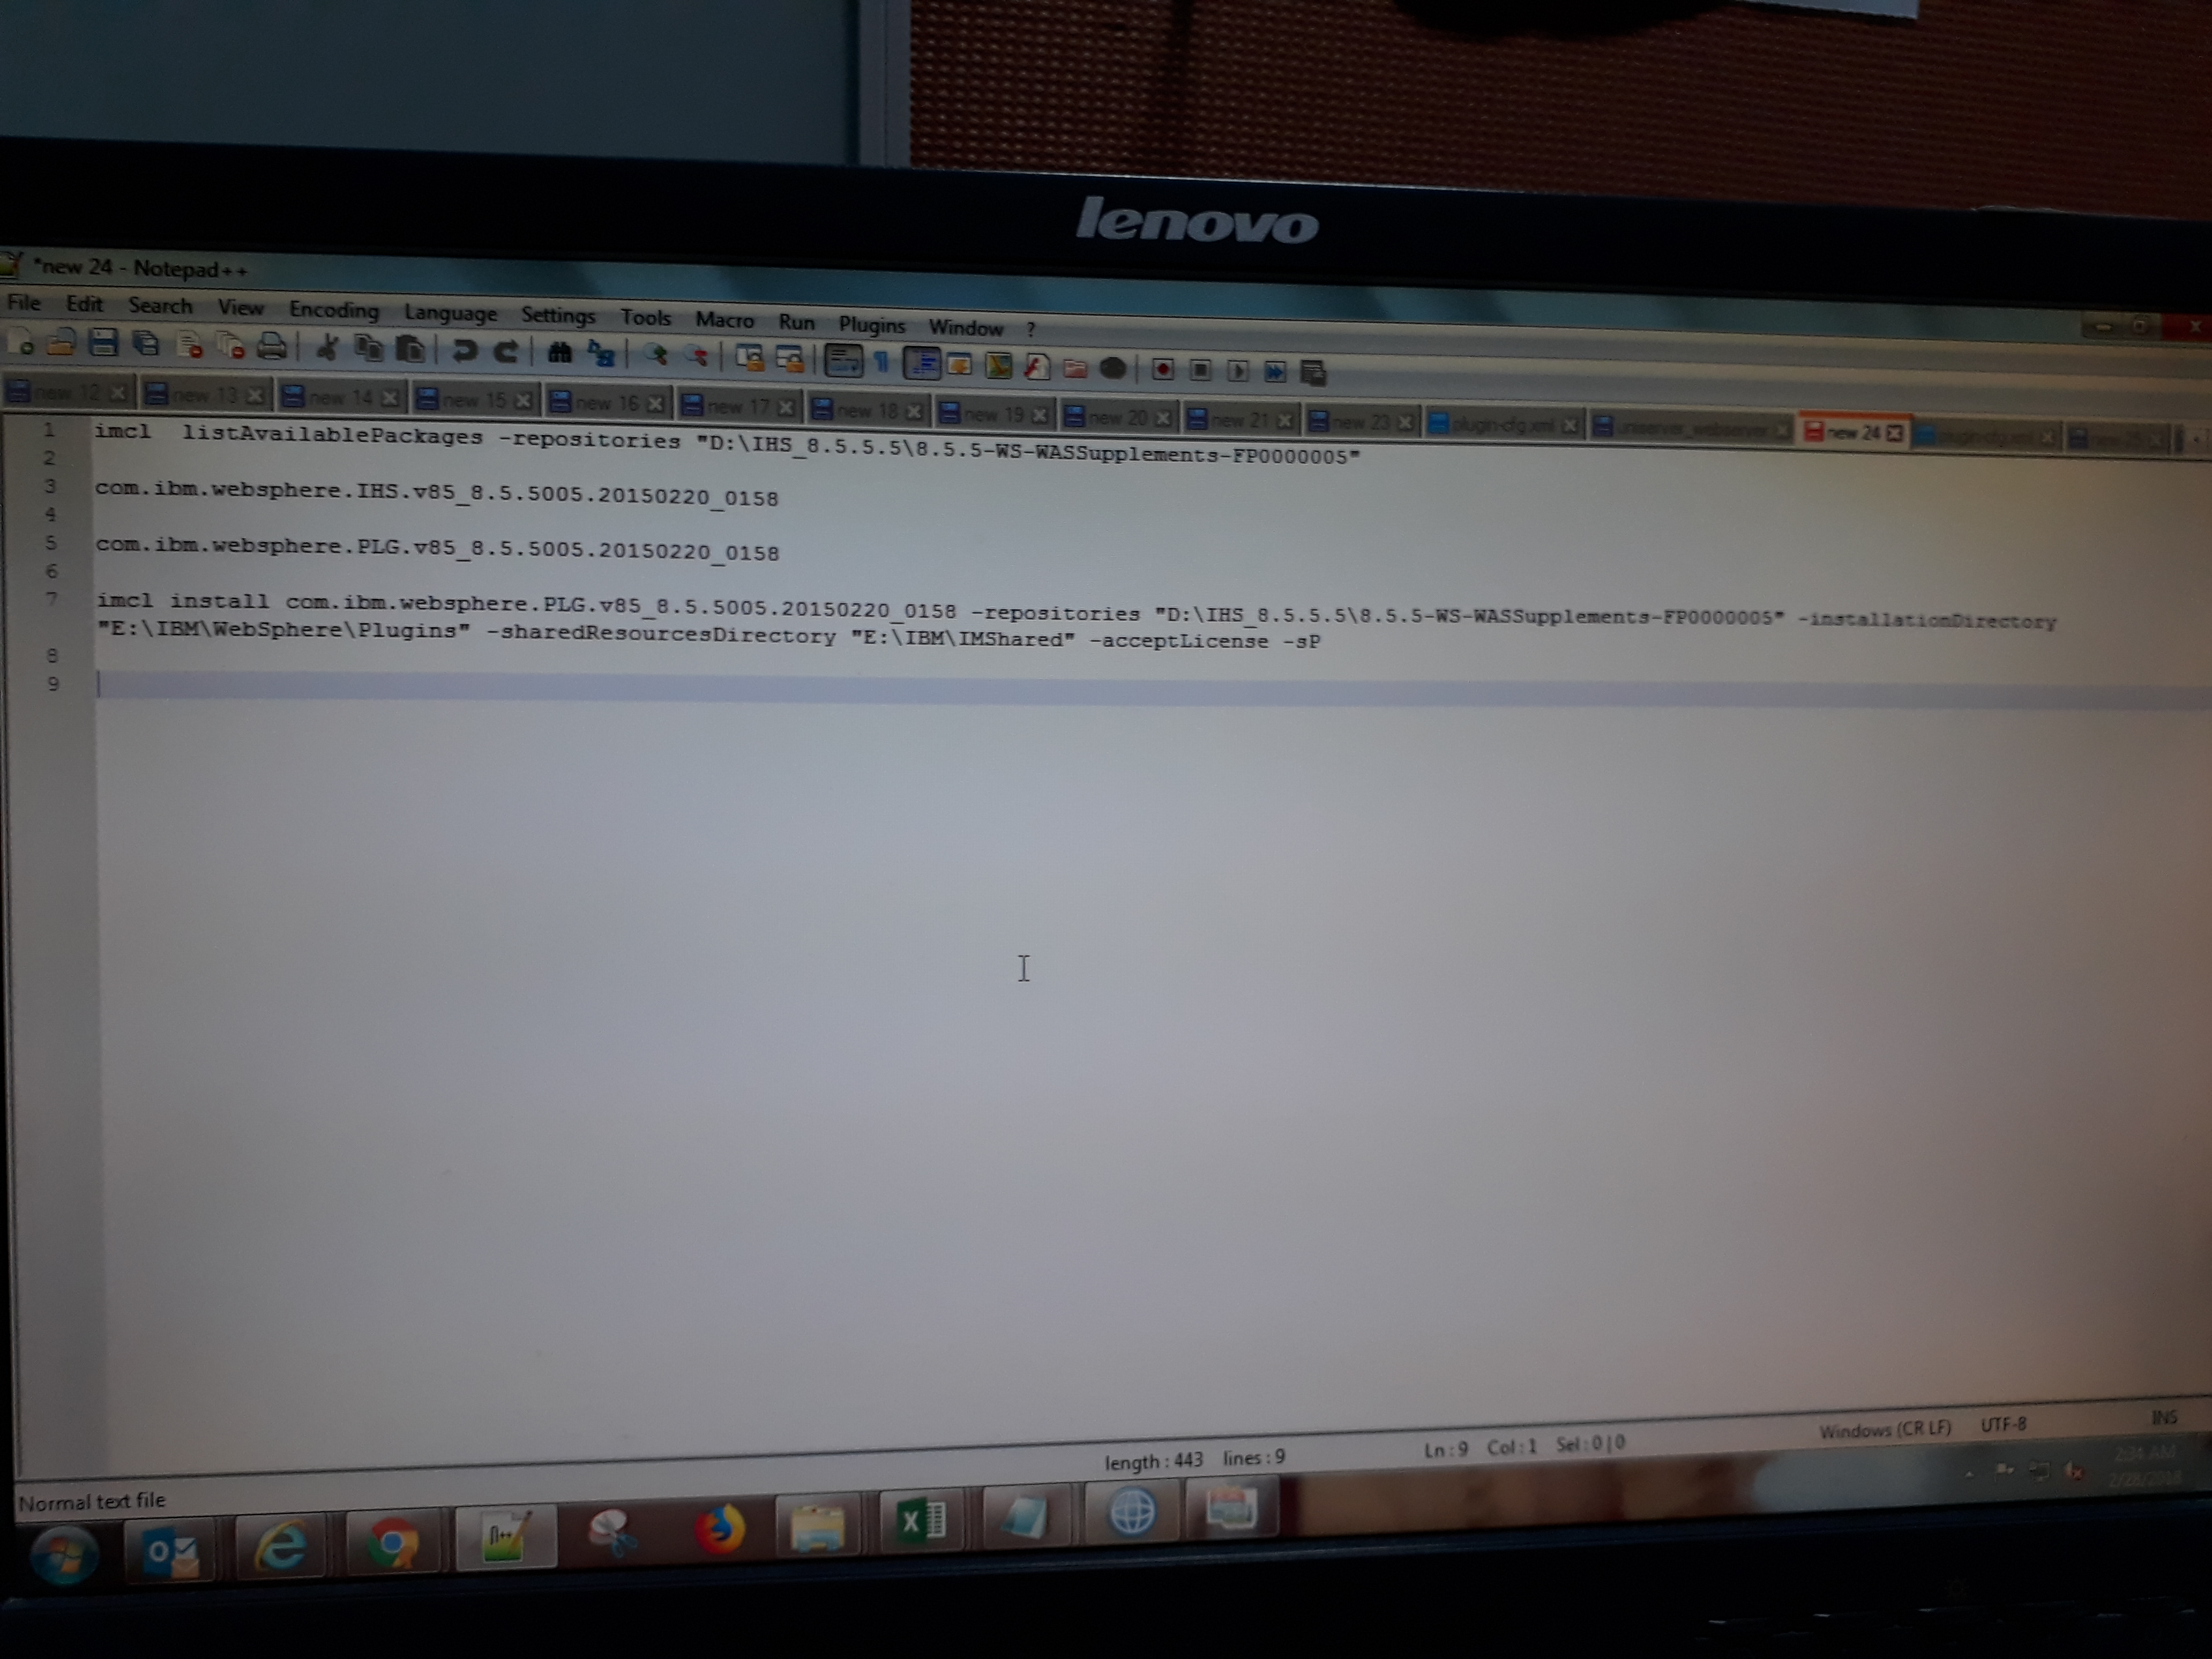 lenovo
*new 24 - Notepad++
File Edit Search View Encoding Language Settings Tools Macro Run Plugins Window ?
new 12 new 13 new 14 new 15 new 16 new 17 new 18 new 19 new 20 new 21 new 23 plugin-cfg.xml new 24
1 imcl  listAvailablePackages -repositories "D:\IHS_8.5.5.5\8.5.5-WS-WASSupplements-FP0000005"
2
3 com.ibm.websphere.IHS.v85_8.5.5005.20150220_0158
4
5 com.ibm.websphere.PLG.v85_8.5.5005.20150220_0158
6
7 imcl install com.ibm.websphere.PLG.v85_8.5.5005.20150220_0158 -repositories "D:\IHS_8.5.5.5\8.5.5-WS-WASSupplements-FP0000005" -installationDirectory
"E:\IBM\WebSphere\Plugins" -sharedResourcesDirectory "E:\IBM\IMShared" -acceptLicense -sP
8
9
Normal text file length : 443 lines : 9 Ln : 9 Col : 1 Sel : 0 | 0 Windows (CR LF) UTF-8 INS
2:34 AM